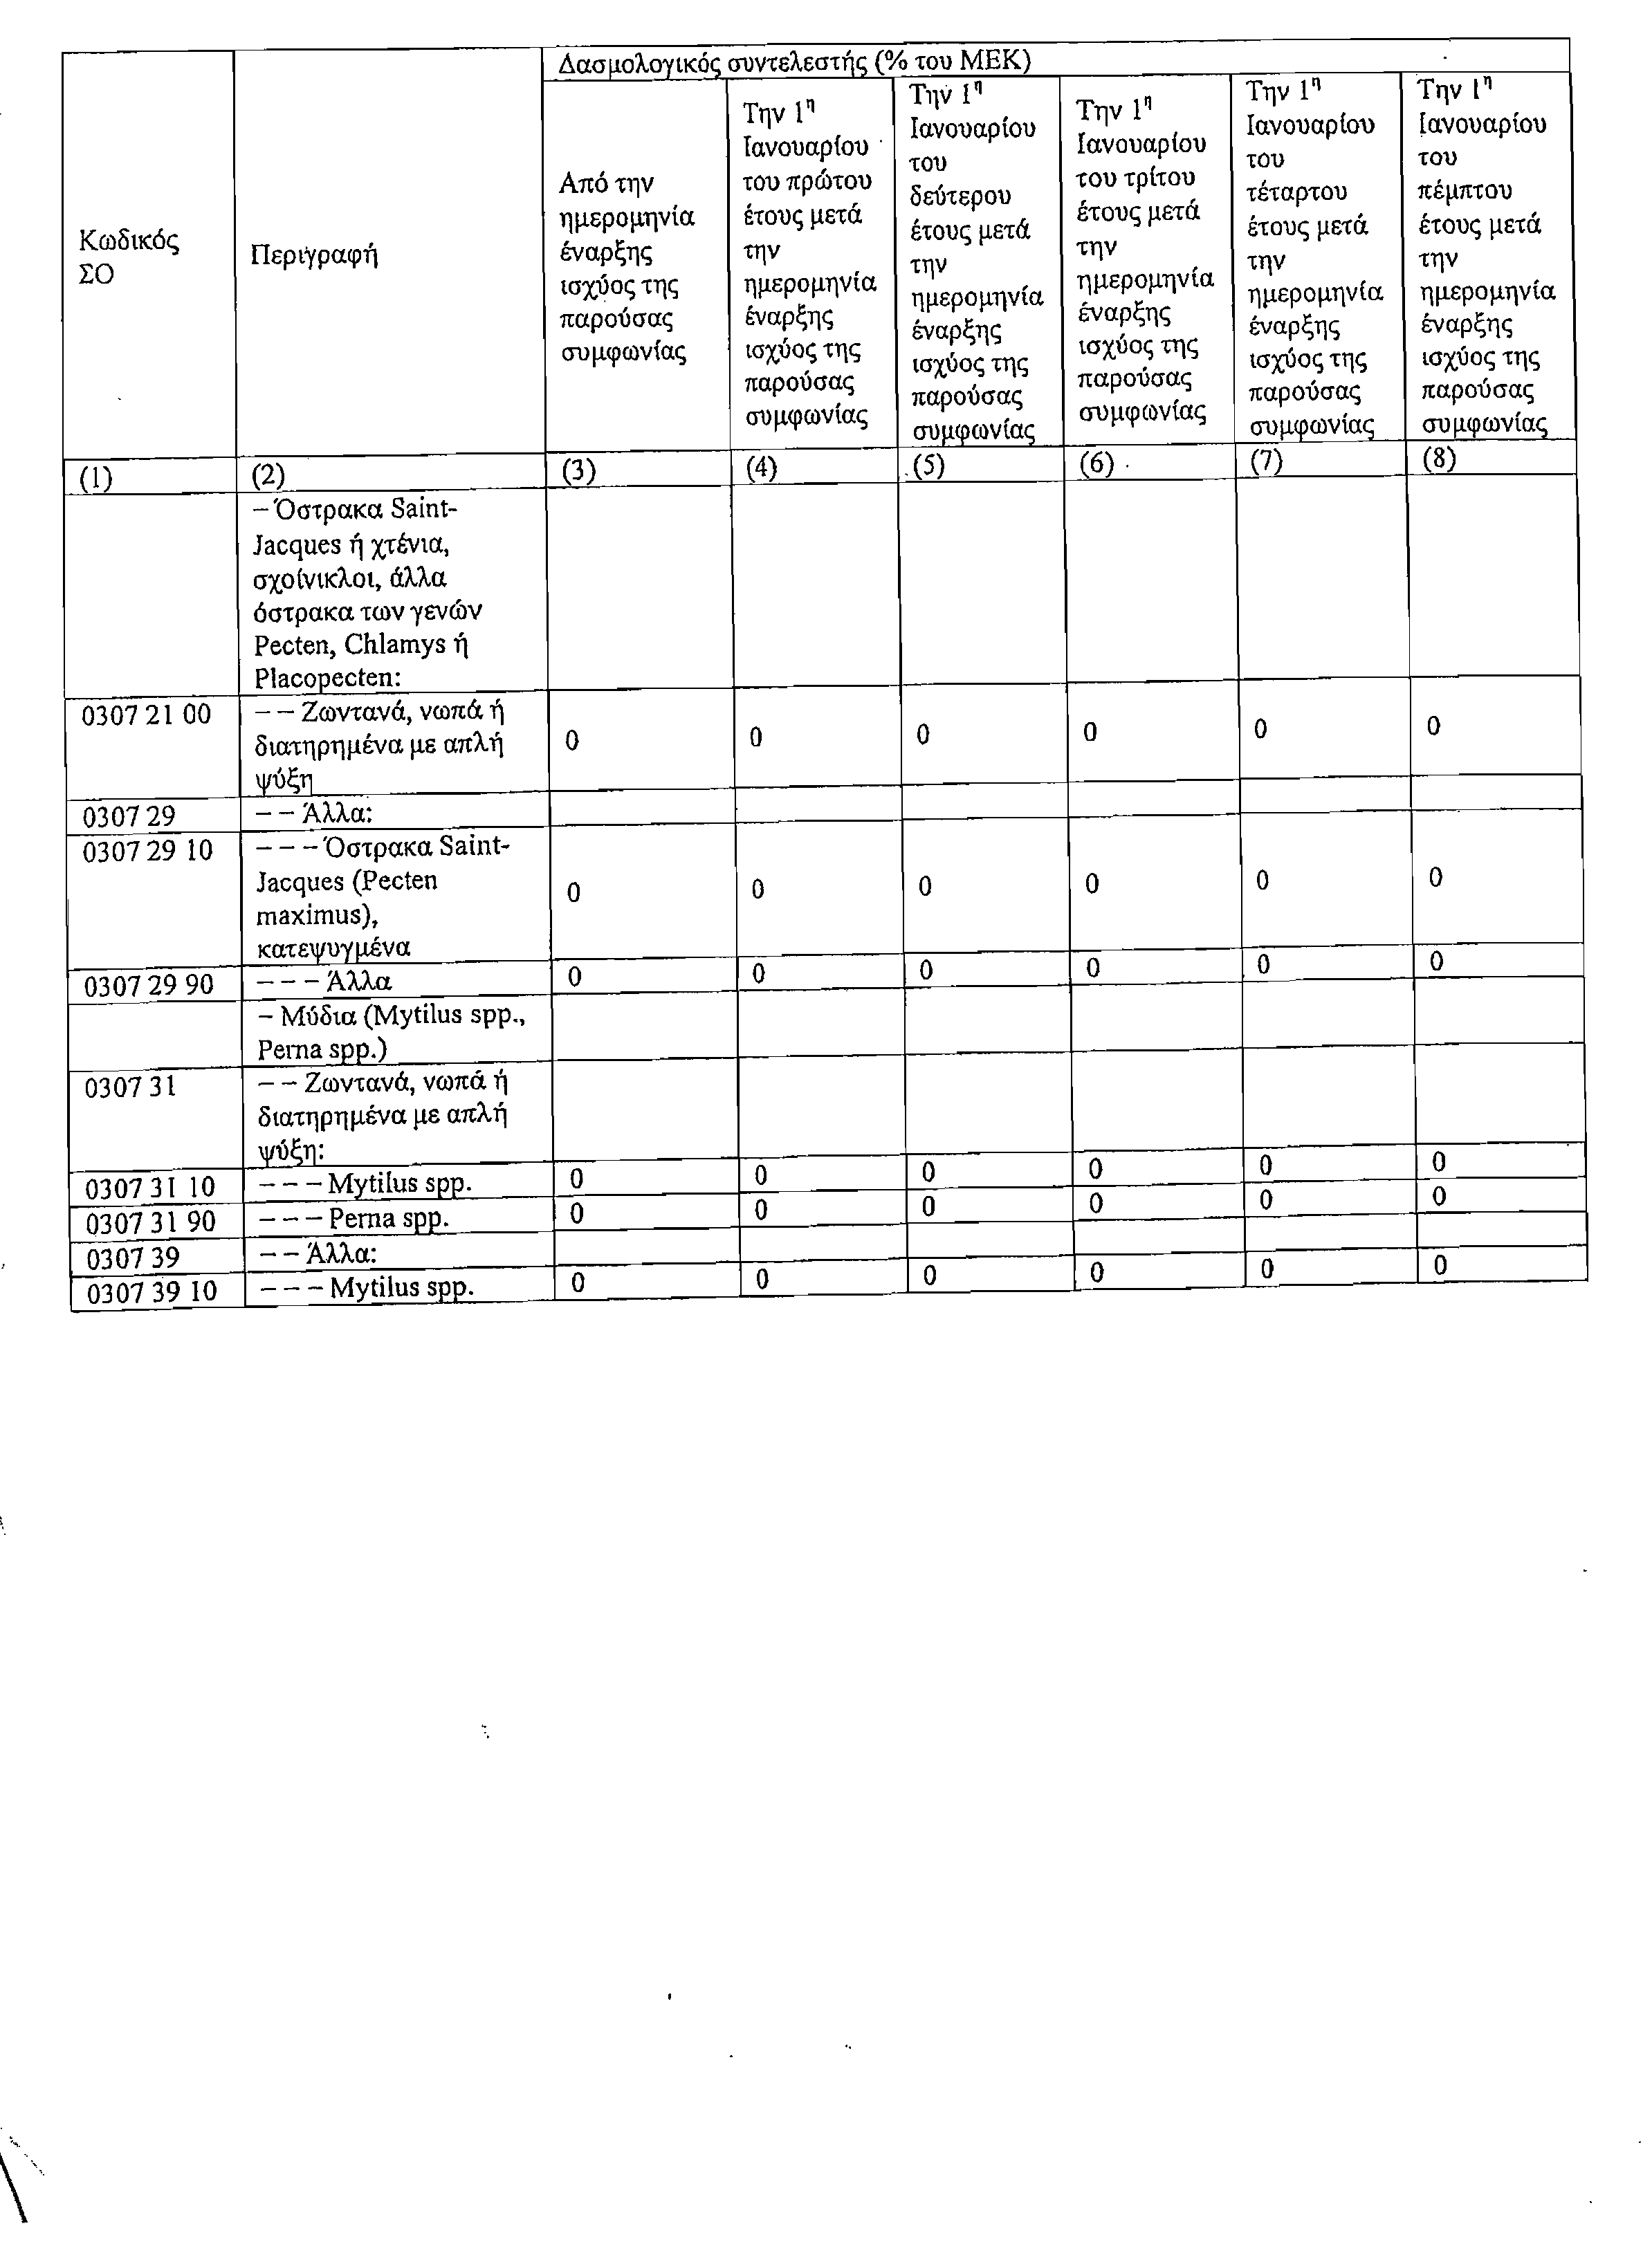 Δασμολογικός συντελεστής (% του ΜΕΚ)
Κωδικός
ΣΟ
Περιγραφή
Από την
ημερομηνία
έναρξης
ισχύος της
παρούσας
συμφωνίας
Την 1η
Ιανουαρίου
του πρώτου
έτους μετά
την
ημερομηνία
έναρξης
ισχύος της
παρούσας
συμφωνίας
Την 1η
Ιανουαρίου
του
δεύτερου
έτους μετά
την
ημερομηνία
έναρξης
ισχύος της
παρούσας
συμφωνίας
Την 1η
Ιανουαρίου
του τρίτου
έτους μετά
την
ημερομηνία
έναρξης
ισχύος της
παρούσας
συμφωνίας
Την 1η
Ιανουαρίου
του
τέταρτου
έτους μετά
την
ημερομηνία
έναρξης
ισχύος της
παρούσας
συμφωνίας
Την 1η
Ιανουαρίου
του
πέμπτου
έτους μετά
την
ημερομηνία
έναρξης
ισχύος της
παρούσας
συμφωνίας
(1) (2) (3) (4) (5) (6) (7) (8)
– Όστρακα Saint-
Jacques ή χτένια,
σχοίνικλοι, άλλα
όστρακα των γενών
Pecten, Chlamys ή
Placopecten:
0307 21 00 – – Ζωντανά, νωπά ή
διατηρημένα με απλή 0 0 0 0 0 0
ψύξη
0307 29 – – Άλλα:
0307 29 10 – – – Όστρακα Saint-
Jacques (Pecten 0 0 0 0 0 0
maximus),
κατεψυγμένα
0307 29 90 – – – Άλλα 0 0 0 0 0 0
– Μύδια (Mytilus spp.,
Perna spp.)
0307 31 – – Ζωντανά, νωπά ή
διατηρημένα με απλή
ψύξη:
0307 31 10 – – – Mytilus spp. 0 0 0 0 0 0
0307 31 90 – – – Perna spp. 0 0 0 0 0 0
0307 39 – – Άλλα:
0307 39 10 – – – Mytilus spp. 0 0 0 0 0 0